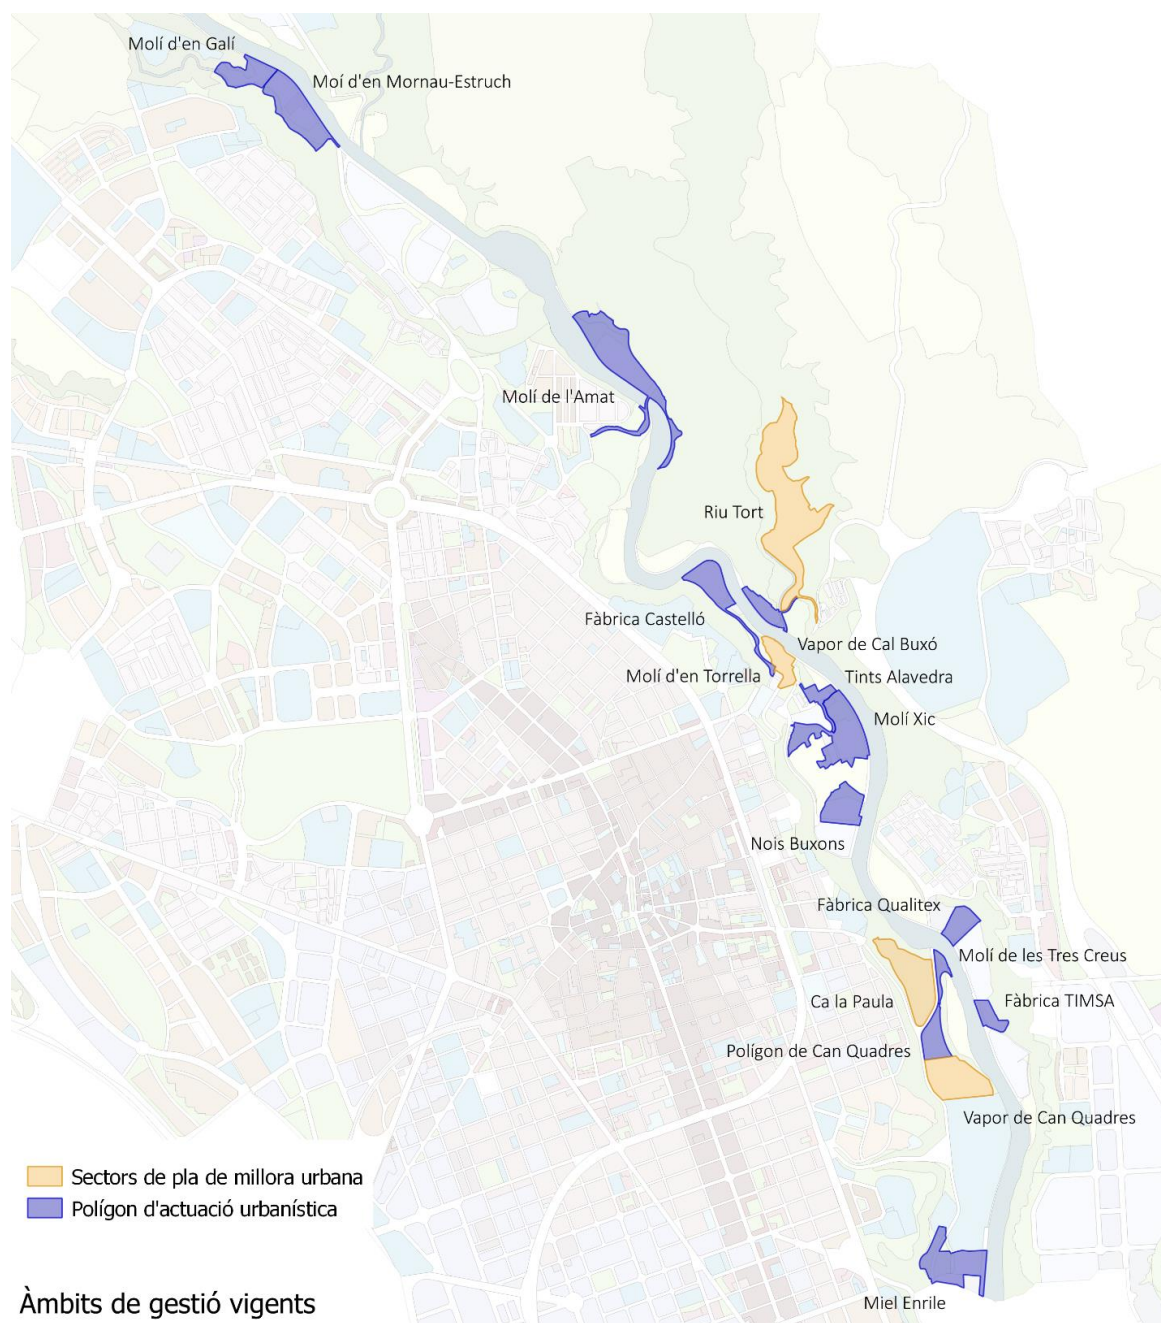 Molí d'en Galí
Moí d'en Mornau-Estruch
Molí de l'Amat
Riu Tort
Fàbrica Castelló
Vapor de Cal Buxó
Molí d'en Torrella
Tints Alavedra
Molí Xic
Nois Buxons
Fàbrica Qualitex
Molí de les Tres Creus
Ca la Paula
Fàbrica TIMSA
Polígon de Can Quadres
Vapor de Can Quadres
Sectors de pla de millora urbana
Polígon d'actuació urbanística
Miel Enrile
Àmbits de gestió vigents